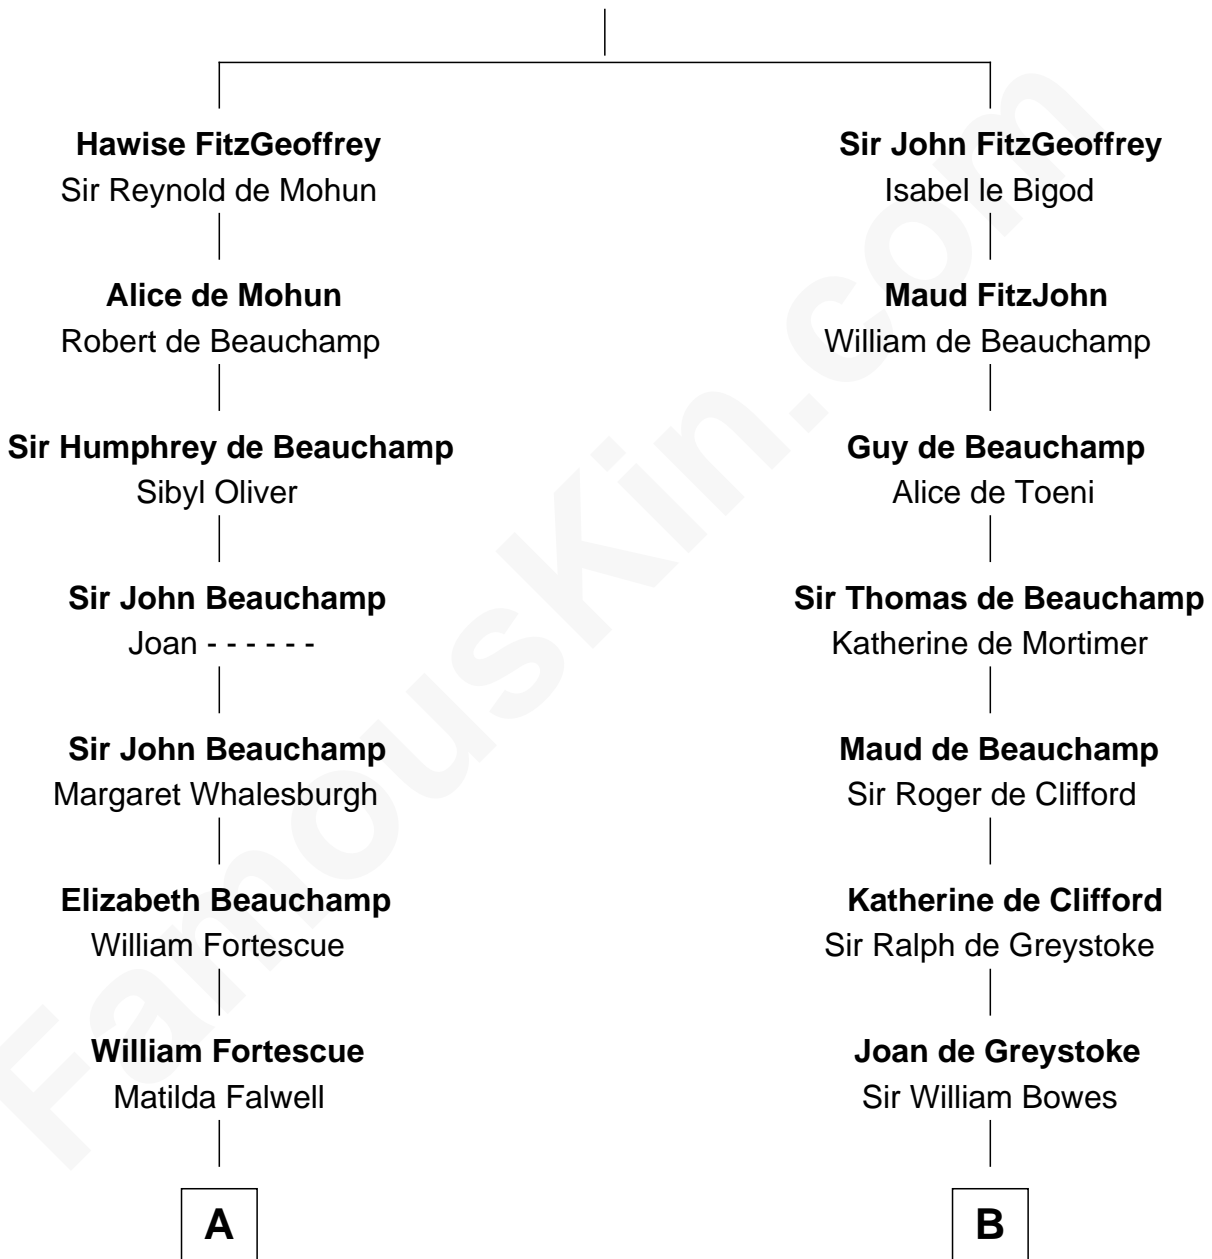 Hawise FitzGeoffrey
Sir Reynold de Mohun
Alice de Mohun
Robert de Beauchamp
Sir Humphrey de Beauchamp
Sibyl Oliver
Sir John Beauchamp
Joan - - - - - -
Sir John Beauchamp
Margaret Whalesburgh
Elizabeth Beauchamp
William Fortescue
William Fortescue
Matilda Falwell
A
Sir John FitzGeoffrey
Isabel le Bigod
Maud FitzJohn
William de Beauchamp
Guy de Beauchamp
Alice de Toeni
Sir Thomas de Beauchamp
Katherine de Mortimer
Maud de Beauchamp
Sir Roger de Clifford
Katherine de Clifford
Sir Ralph de Greystoke
Joan de Greystoke
Sir William Bowes
B
FamousKin.com